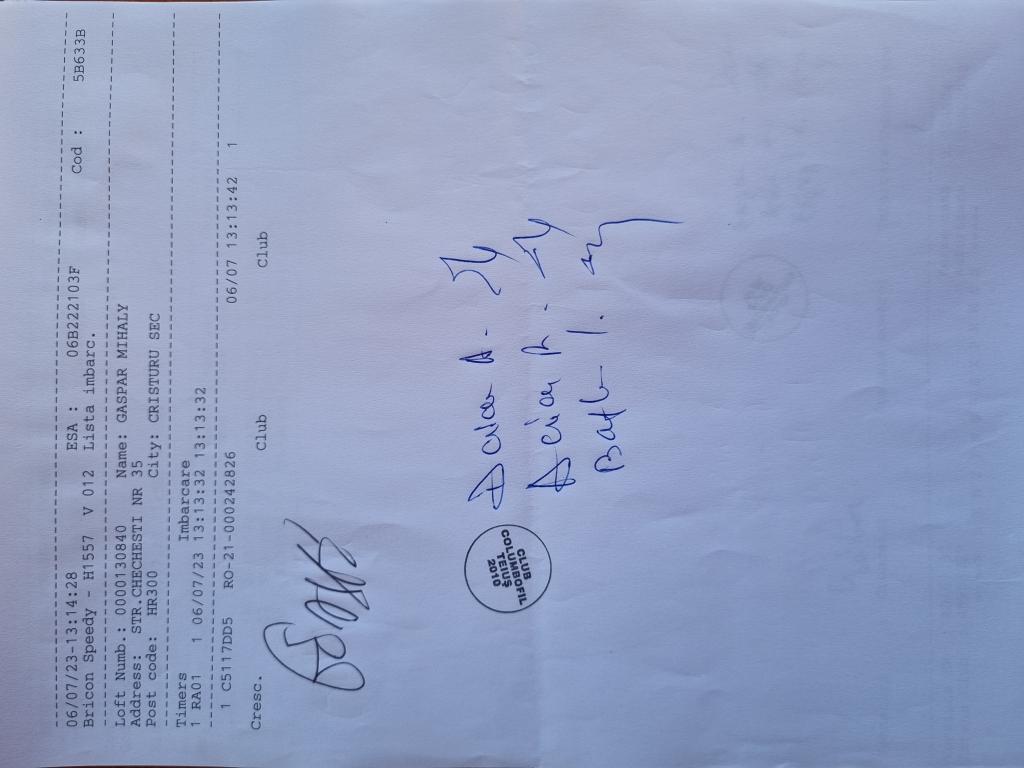 06/07/23-13:14:28 ESA : 06B222103F Cod : 5B633B
Bricon Speedy - H1557 V 012 Lista imbarc.
Loft Numb.: 0000130840 Name: GASPAR MIHALY
Address: STR.CHECHESTI NR 35
Post code: HR300 City: CRISTURU SEC
Timers Imbarcare
1 RA01 1 06/07/23 13:13:32 13:13:32
1 C5117DD5 RO-21-000242826 06/07 13:13:42 1
Cresc. Club Club
CLUB
COLUMBOFIL
TEIUȘ
2010